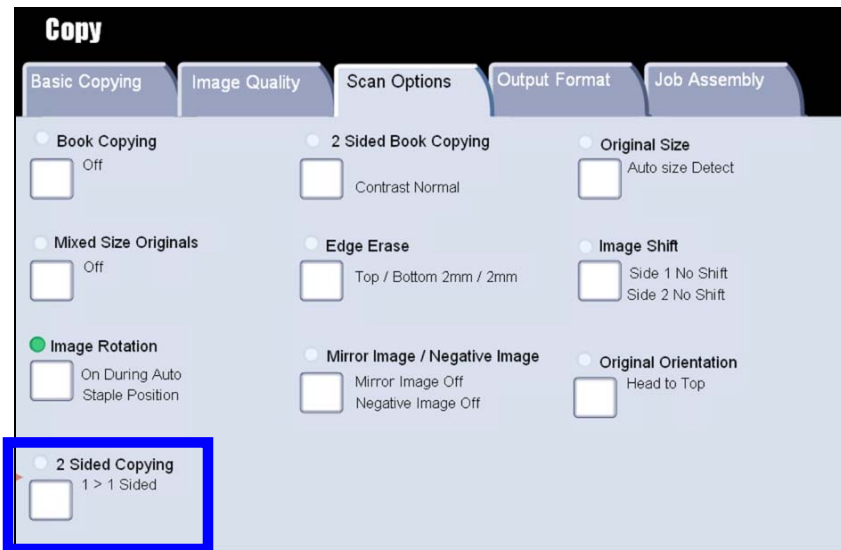 Copy
Basic Copying
Image Quality
Scan Options
Output Format
Job Assembly
Book Copying
Off
2 Sided Book Copying
Contrast Normal
Original Size
Auto size Detect
Mixed Size Originals
Off
Edge Erase
Top / Bottom 2mm / 2mm
Image Shift
Side 1 No Shift
Side 2 No Shift
Image Rotation
On During Auto
Staple Position
Mirror Image / Negative Image
Mirror Image Off
Negative Image Off
Original Orientation
Head to Top
2 Sided Copying
1 > 1 Sided